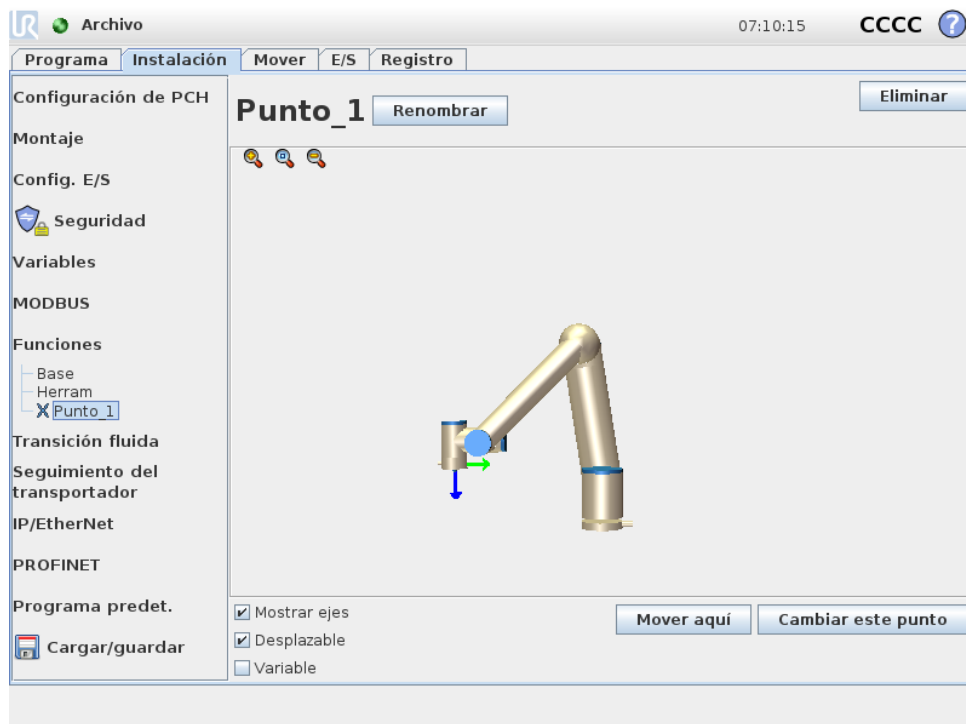 UR Archivo 07:10:15 CCCC ?
Programa Instalación Mover E/S Registro
Configuración de PCH
Montaje
Config. E/S
Seguridad
Variables
MODBUS
Funciones
Base
Herram
Punto_1
Transición fluida
Seguimiento del
transportador
IP/EtherNet
PROFINET
Programa predet.
Cargar/guardar
Punto_1 Renombrar Eliminar
Mostrar ejes
Desplazable
Variable
Mover aquí Cambiar este punto